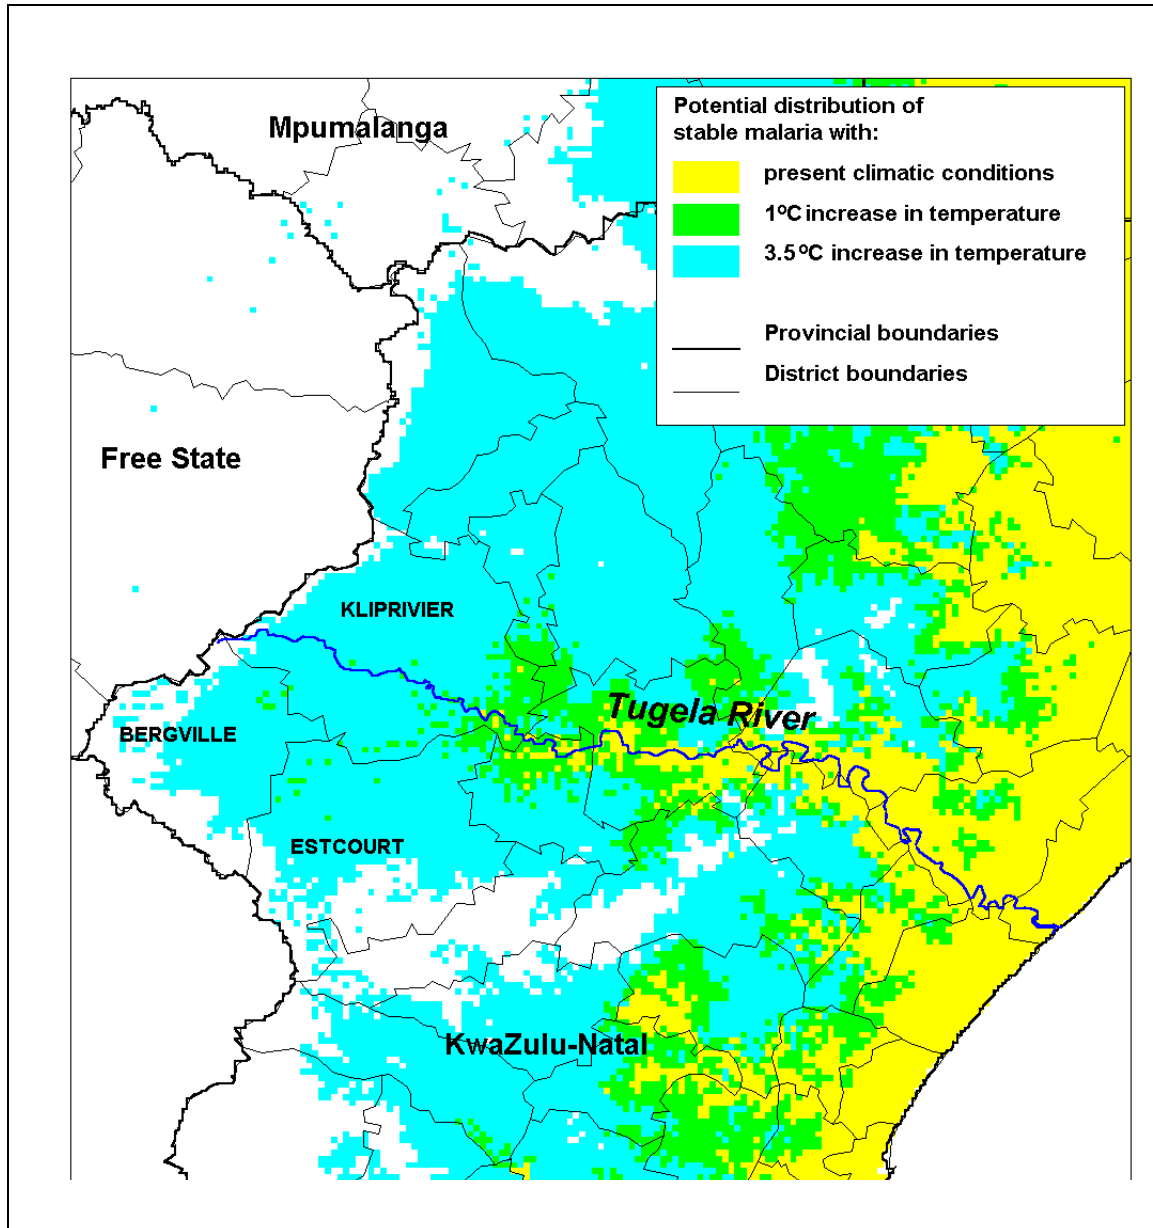 Mpumalanga
Potential distribution of
stable malaria with:
present climatic conditions
1ºC increase in temperature
3.5ºC increase in temperature
Provincial boundaries
District boundaries
Free State
KLIPRIVIER
Tugela River
BERGVILLE
ESTCOURT
KwaZulu-Natal